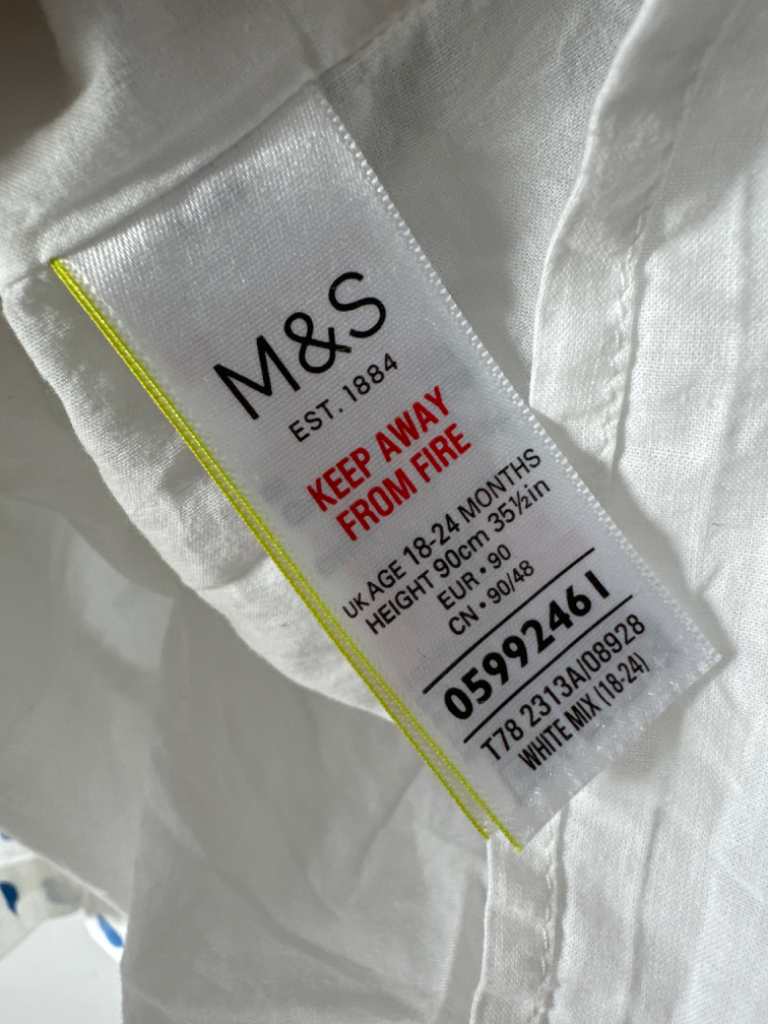 M&S
EST. 1884
KEEP AWAY
FROM FIRE
UK AGE 18-24 MONTHS
HEIGHT 90cm 35½in
EUR • 90
CN • 90/48
05992461
T78 2313A/08928
WHITE MIX (18-24)